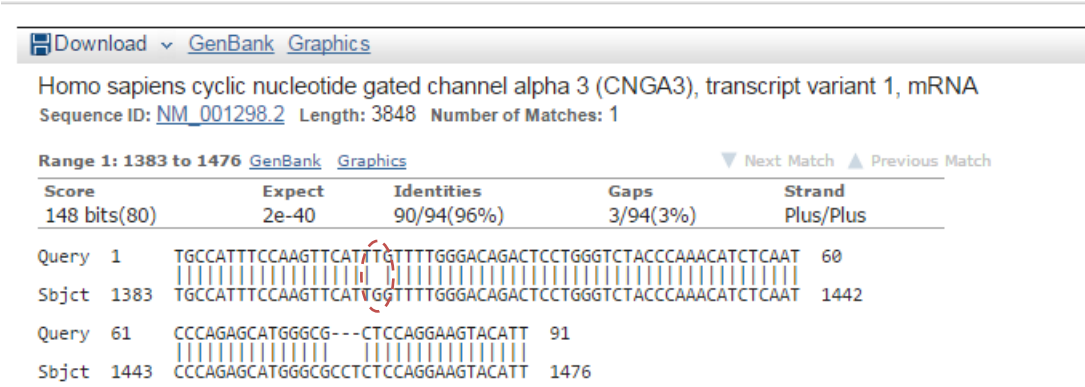 Download GenBank Graphics
Homo sapiens cyclic nucleotide gated channel alpha 3 (CNGA3), transcript variant 1, mRNA
Sequence ID: NM_001298.2 Length: 3848 Number of Matches: 1
Range 1: 1383 to 1476 GenBank Graphics Next Match Previous Match
Score Expect Identities Gaps Strand
148 bits(80) 2e-40 90/94(96%) 3/94(3%) Plus/Plus
Query 1 TGCCATTTCCAAGTTCATTTGTTTTGGGACAGACTCCTGGGTCTACCCAAACATCTCAAT 60
Sbjct 1383 TGCCATTTCCAAGTTCATTGGTTTTGGGACAGACTCCTGGGTCTACCCAAACATCTCAAT 1442
Query 61 CCCAGAGCATGGGCG---CTCCAGGAAGTACATT 91
Sbjct 1443 CCCAGAGCATGGGCGCCTCTCCAGGAAGTACATT 1476